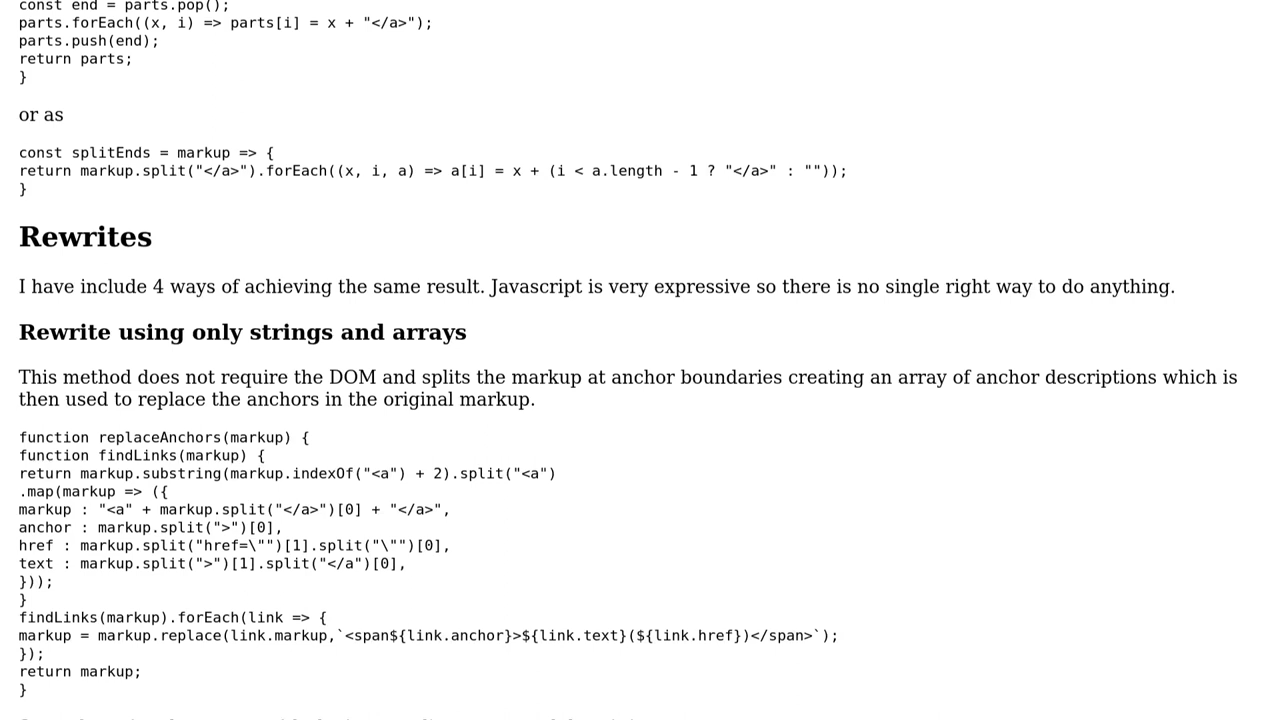 const end = parts.pop();
parts.forEach((x, i) => parts[i] = x + "</a>");
parts.push(end);
return parts;
}
or as
const splitEnds = markup => {
return markup.split("</a>").forEach((x, i, a) => a[i] = x + (i < a.length - 1 ? "</a>" : ""));
}
Rewrites
I have include 4 ways of achieving the same result. Javascript is very expressive so there is no single right way to do anything.
Rewrite using only strings and arrays
This method does not require the DOM and splits the markup at anchor boundaries creating an array of anchor descriptions which is
then used to replace the anchors in the original markup.
function replaceAnchors(markup) {
function findLinks(markup) {
return markup.substring(markup.indexOf("<a") + 2).split("<a")
.map(markup => ({
markup : "<a" + markup.split("</a>")[0] + "</a>",
anchor : markup.split(">")[0],
href : markup.split("href=\"")[1].split("\"")[0],
text : markup.split(">")[1].split("</a")[0],
}));
}
findLinks(markup).forEach(link => {
markup = markup.replace(link.markup,`<span${link.anchor}>${link.text}(${link.href})</span>`);
});
return markup;
}